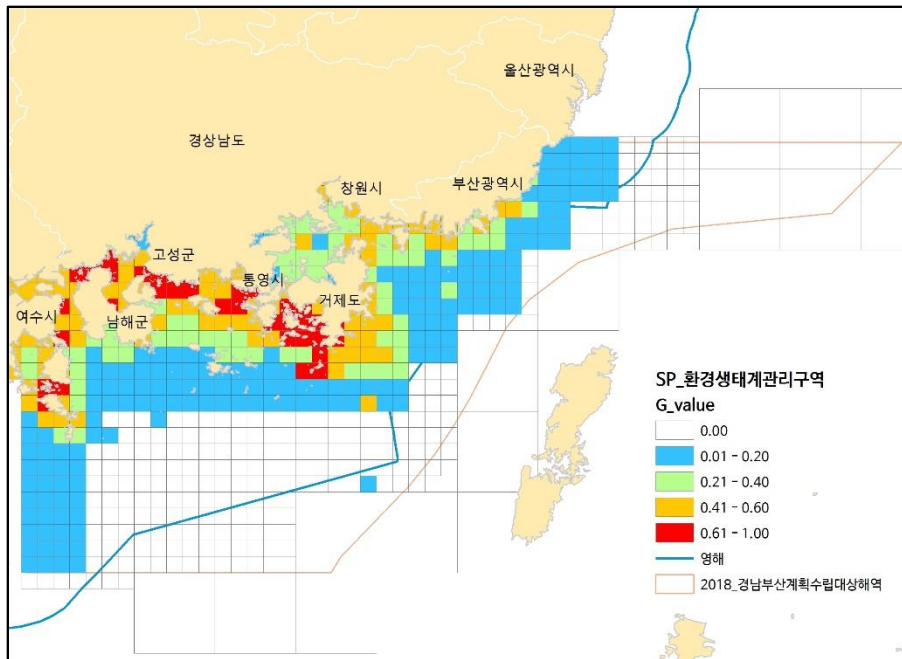 울산광역시
경상남도
창원시
부산광역시
고성군
통영시
거제도
여수시
남해군
SP_환경생태계관리구역
G_value
0.00
0.01 - 0.20
0.21 - 0.40
0.41 - 0.60
0.61 - 1.00
영해
2018_경남부산계획수립대상해역